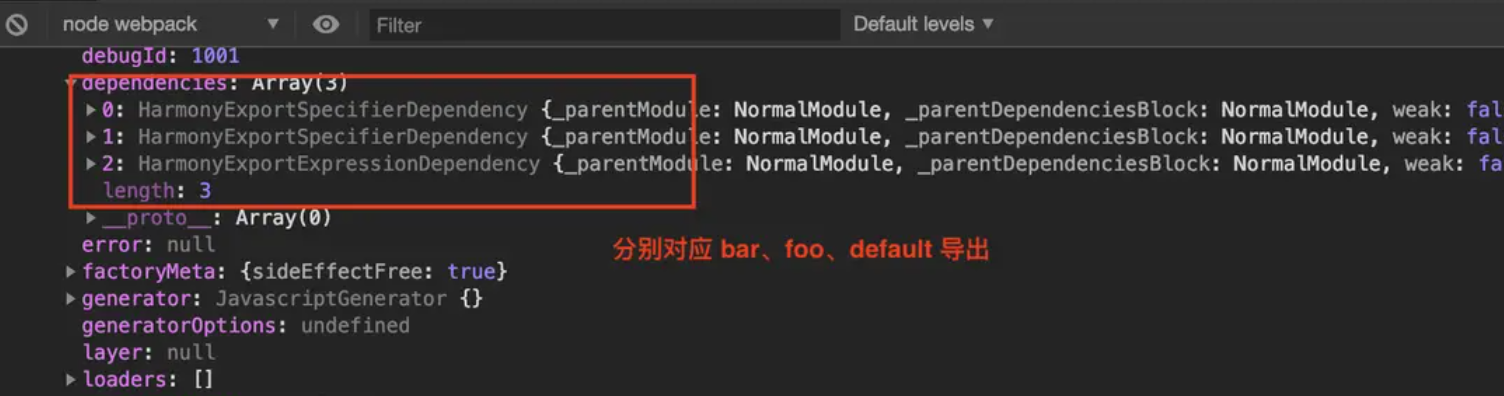 node webpack ▼ Filter Default levels ▼
debugId: 1001
▼dependencies: Array(3)
▶0: HarmonyExportSpecifierDependency {_parentModule: NormalModule, _parentDependenciesBlock: NormalModule, weak: fal
▶1: HarmonyExportSpecifierDependency {_parentModule: NormalModule, _parentDependenciesBlock: NormalModule, weak: fal
▶2: HarmonyExportExpressionDependency {_parentModule: NormalModule, _parentDependenciesBlock: NormalModule, weak: fa
length: 3
▶__proto__: Array(0)
error: null
分别对应 bar、foo、default 导出
▶factoryMeta: {sideEffectFree: true}
▶generator: JavascriptGenerator {}
generatorOptions: undefined
layer: null
▶loaders: []